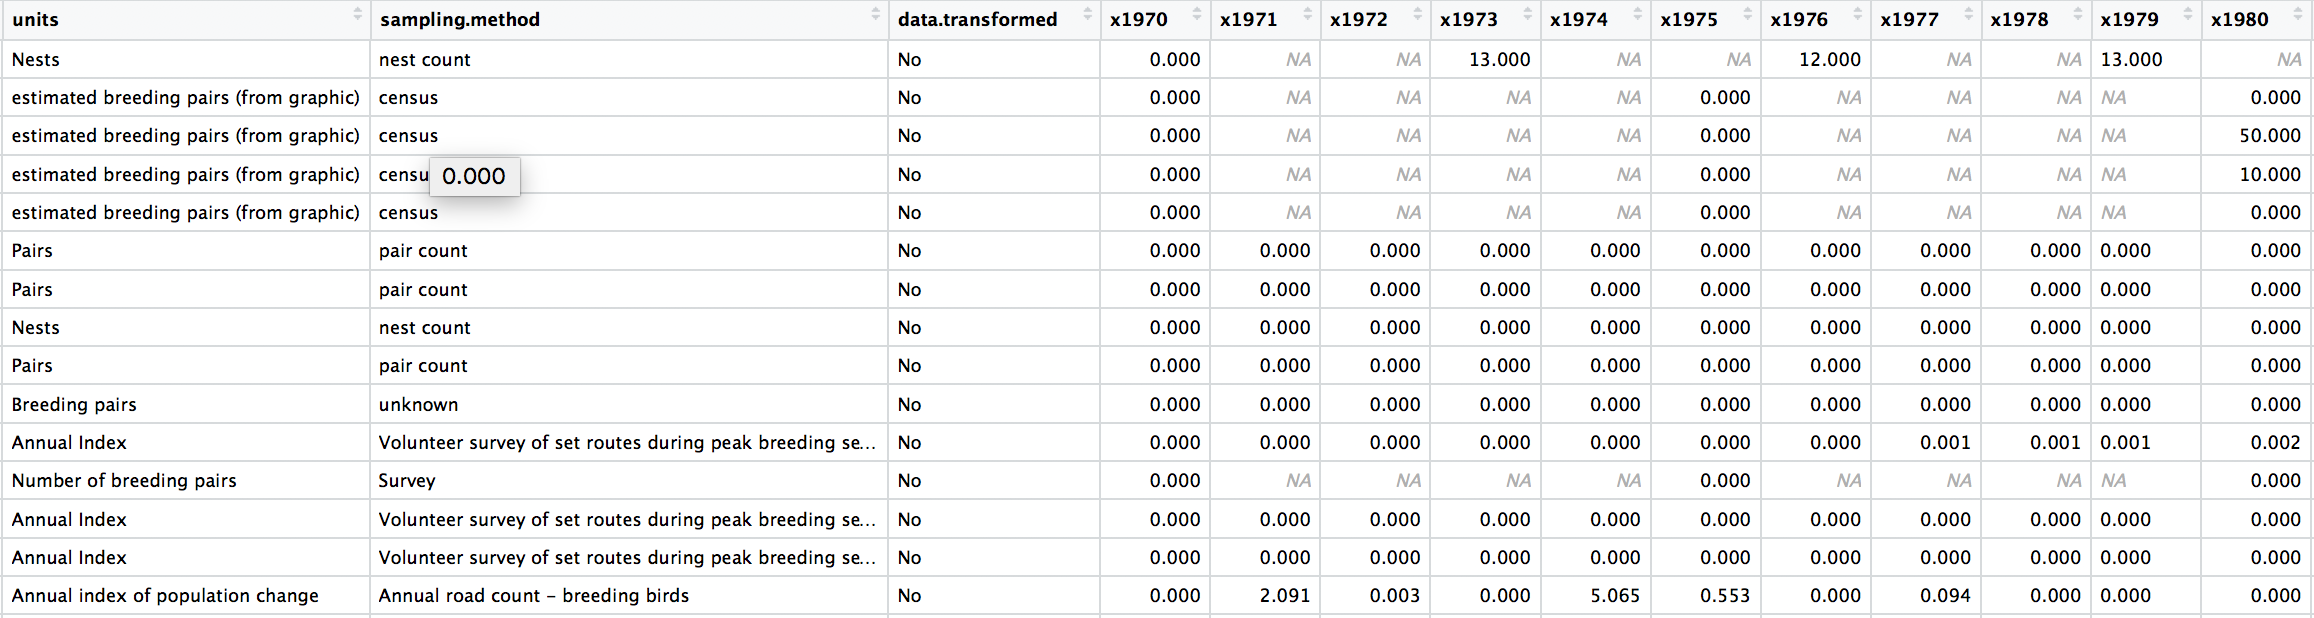 units sampling.method data.transformed x1970 x1971 x1972 x1973 x1974 x1975 x1976 x1977 x1978 x1979 x1980
Nests nest count No 0.000 NA NA 13.000 NA NA 12.000 NA NA 13.000 NA
estimated breeding pairs (from graphic) census No 0.000 NA NA NA NA 0.000 NA NA NA NA 0.000
estimated breeding pairs (from graphic) census No 0.000 NA NA NA NA 0.000 NA NA NA NA 50.000
estimated breeding pairs (from graphic) censu 0.000 No 0.000 NA NA NA NA 0.000 NA NA NA NA 10.000
estimated breeding pairs (from graphic) census No 0.000 NA NA NA NA 0.000 NA NA NA NA 0.000
Pairs pair count No 0.000 0.000 0.000 0.000 0.000 0.000 0.000 0.000 0.000 0.000 0.000
Pairs pair count No 0.000 0.000 0.000 0.000 0.000 0.000 0.000 0.000 0.000 0.000 0.000
Nests nest count No 0.000 0.000 0.000 0.000 0.000 0.000 0.000 0.000 0.000 0.000 0.000
Pairs pair count No 0.000 0.000 0.000 0.000 0.000 0.000 0.000 0.000 0.000 0.000 0.000
Breeding pairs unknown No 0.000 0.000 0.000 0.000 0.000 0.000 0.000 0.000 0.000 0.000 0.000
Annual Index Volunteer survey of set routes during peak breeding se... No 0.000 0.000 0.000 0.000 0.000 0.000 0.000 0.001 0.001 0.001 0.002
Number of breeding pairs Survey No 0.000 NA NA NA NA 0.000 NA NA NA NA 0.000
Annual Index Volunteer survey of set routes during peak breeding se... No 0.000 0.000 0.000 0.000 0.000 0.000 0.000 0.000 0.000 0.000 0.000
Annual Index Volunteer survey of set routes during peak breeding se... No 0.000 0.000 0.000 0.000 0.000 0.000 0.000 0.000 0.000 0.000 0.000
Annual index of population change Annual road count - breeding birds No 0.000 2.091 0.003 0.000 5.065 0.553 0.000 0.094 0.000 0.000 0.000